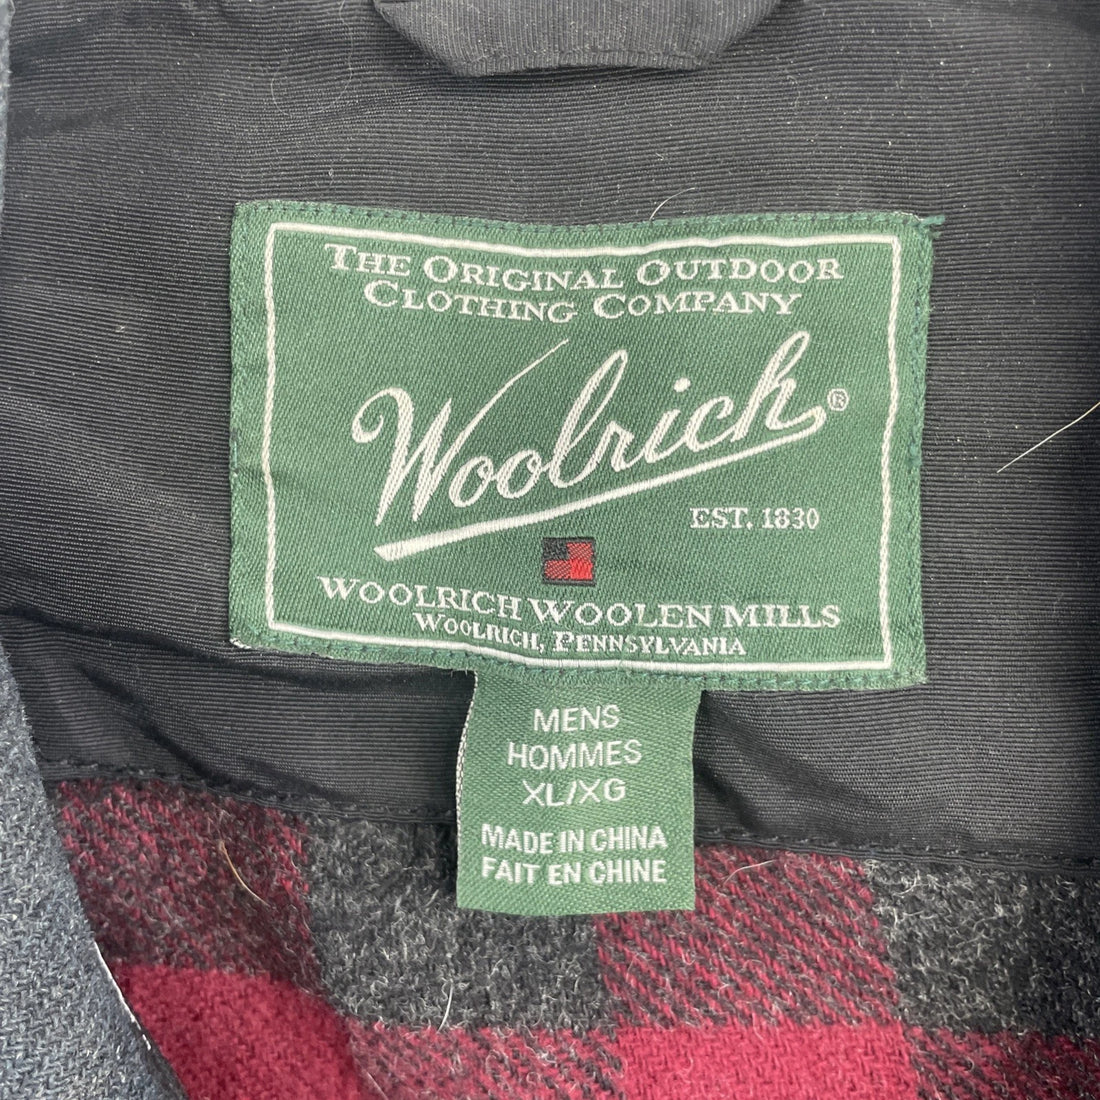 THE ORIGINAL OUTDOOR
CLOTHING COMPANY
Woolrich®
EST. 1830
WOOLRICH WOOLEN MILLS
WOOLRICH, PENNSYLVANIA
MENS
HOMMES
XL/XG
MADE IN CHINA
FAIT EN CHINE